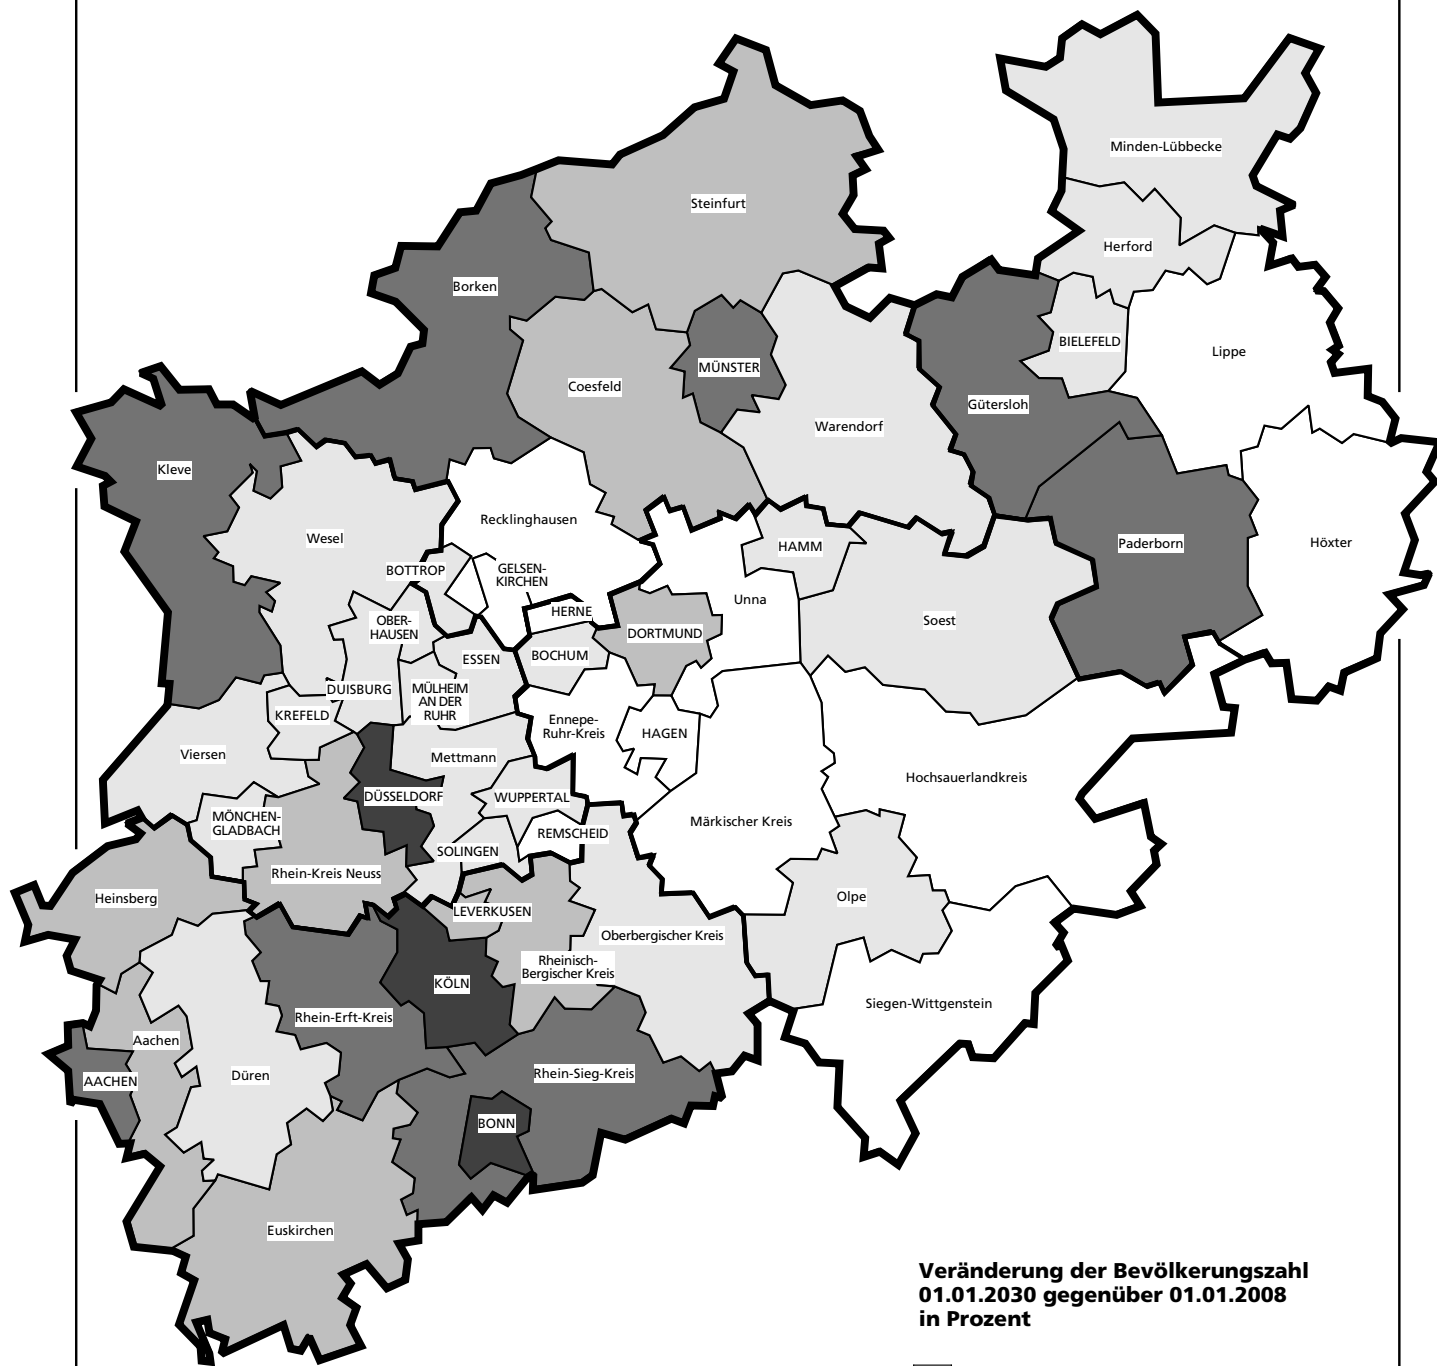 Minden-Lübbecke
Steinfurt
Herford
Borken
BIELEFELD
Lippe
MÜNSTER
Coesfeld
Gütersloh
Warendorf
Kleve
Recklinghausen
Wesel
HAMM
Paderborn
Höxter
BOTTROP
GELSEN-
KIRCHEN
Unna
HERNE
Soest
OBER-
HAUSEN
DORTMUND
ESSEN
BOCHUM
DUISBURG
MÜLHEIM
AN DER
RUHR
KREFELD
Ennepe-
Ruhr-Kreis
HAGEN
Viersen
Mettmann
Hochsauerlandkreis
DÜSSELDORF
WUPPERTAL
MÖNCHEN-
GLADBACH
REMSCHEID
Märkischer Kreis
SOLINGEN
Rhein-Kreis Neuss
Heinsberg
Olpe
LEVERKUSEN
Oberbergischer Kreis
Rheinisch-
Bergischer Kreis
KÖLN
Siegen-Wittgenstein
Rhein-Erft-Kreis
Aachen
Düren
Rhein-Sieg-Kreis
AACHEN
BONN
Euskirchen
Veränderung der Bevölkerungszahl
01.01.2030 gegenüber 01.01.2008
in Prozent